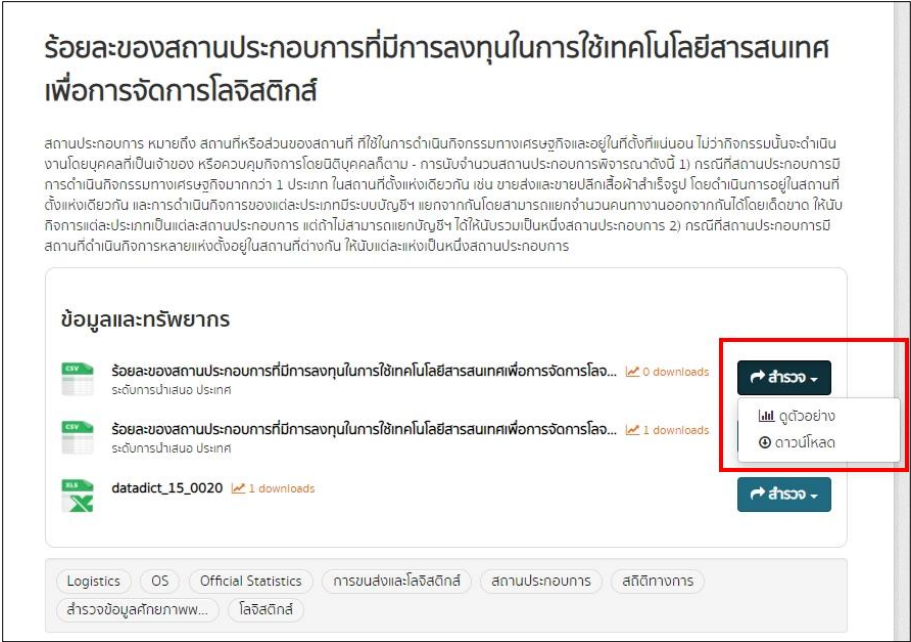 ร้อยละของสถานประกอบการที่มีการลงทุนในการใช้เทคโนโลยีสารสนเทศ
เพื่อการจัดการโลจิสติกส์
สถานประกอบการ หมายถึง สถานที่หรือส่วนของสถานที่ ที่ใช้ในการดำเนินกิจกรรมทางเศรษฐกิจและอยู่ในที่ตั้งที่แน่นอน ไม่ว่ากิจกรรมนั้นจะดำเนิน
งานโดยบุคคลที่เป็นเจ้าของ หรือควบคุมกิจการโดยนิติบุคคลก็ตาม - การนับจำนวนสถานประกอบการพิจารณาดังนี้ 1) กรณีที่สถานประกอบการมี
การดำเนินกิจกรรมทางเศรษฐกิจมากกว่า 1 ประเภท ในสถานที่ตั้งแห่งเดียวกัน เช่น ขายส่งและขายปลีกเสื้อผ้าสำเร็จรูป โดยดำเนินการอยู่ในสถานที่
ตั้งแห่งเดียวกัน และการดำเนินกิจการของแต่ละประเภทมีระบบบัญชีฯ แยกจากกันโดยสามารถแยกจำนวนคนทางานออกจากกันได้โดยเด็ดขาด ให้นับ
กิจการแต่ละประเภทเป็นแต่ละสถานประกอบการ แต่ถ้าไม่สามารถแยกบัญชีฯ ได้ให้นับรวมเป็นหนึ่งสถานประกอบการ 2) กรณีที่สถานประกอบการมี
สถานที่ดำเนินกิจการหลายแห่งตั้งอยู่ในสถานที่ต่างกัน ให้นับแต่ละแห่งเป็นหนึ่งสถานประกอบการ
ข้อมูลและทรัพยากร
CSV ร้อยละของสถานประกอบการที่มีการลงทุนในการใช้เทคโนโลยีสารสนเทศเพื่อการจัดการโลจ... 0 downloads สำรวจ
ระดับการนำเสนอ ประเทศ
ดูตัวอย่าง
CSV ร้อยละของสถานประกอบการที่มีการลงทุนในการใช้เทคโนโลยีสารสนเทศเพื่อการจัดการโลจ... 1 downloads
ระดับการนำเสนอ ประเทศ
ดาวน์โหลด
XLS datadict_15_0020 1 downloads สำรวจ
Logistics OS Official Statistics การขนส่งและโลจิสติกส์ สถานประกอบการ สถิติทางการ
สำรวจข้อมูลศักยภาพพ... โลจิสติกส์